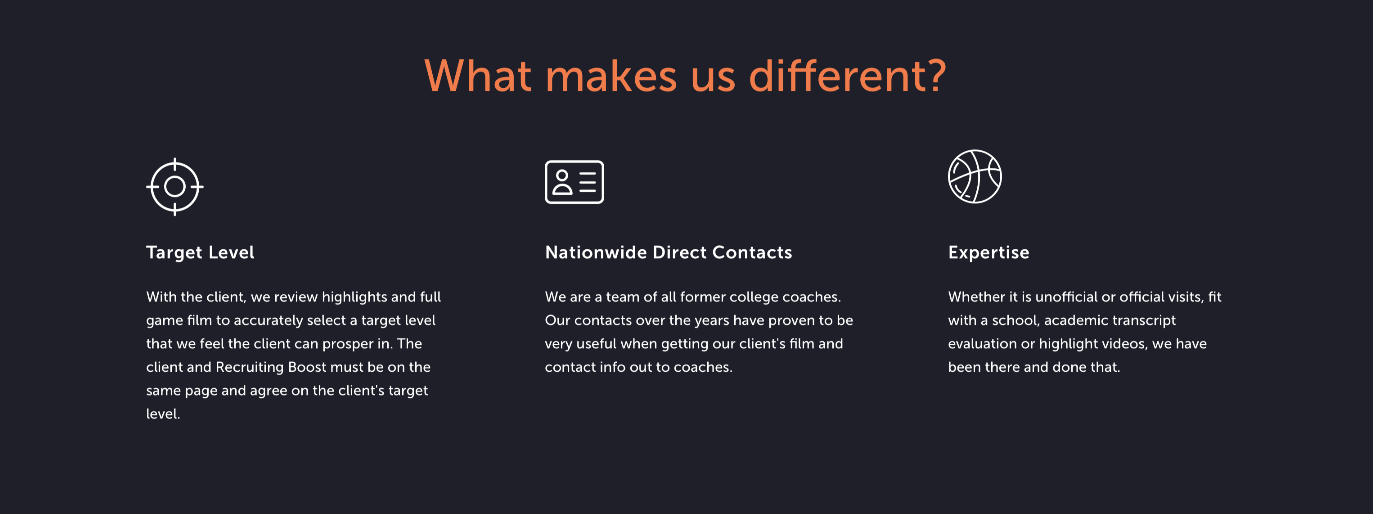 What makes us different?
Target Level
With the client, we review highlights and full
game film to accurately select a target level
that we feel the client can prosper in. The
client and Recruiting Boost must be on the
same page and agree on the client's target
level.
Nationwide Direct Contacts
We are a team of all former college coaches.
Our contacts over the years have proven to be
very useful when getting our client's film and
contact info out to coaches.
Expertise
Whether it is unofficial or official visits, fit
with a school, academic transcript
evaluation or highlight videos, we have
been there and done that.